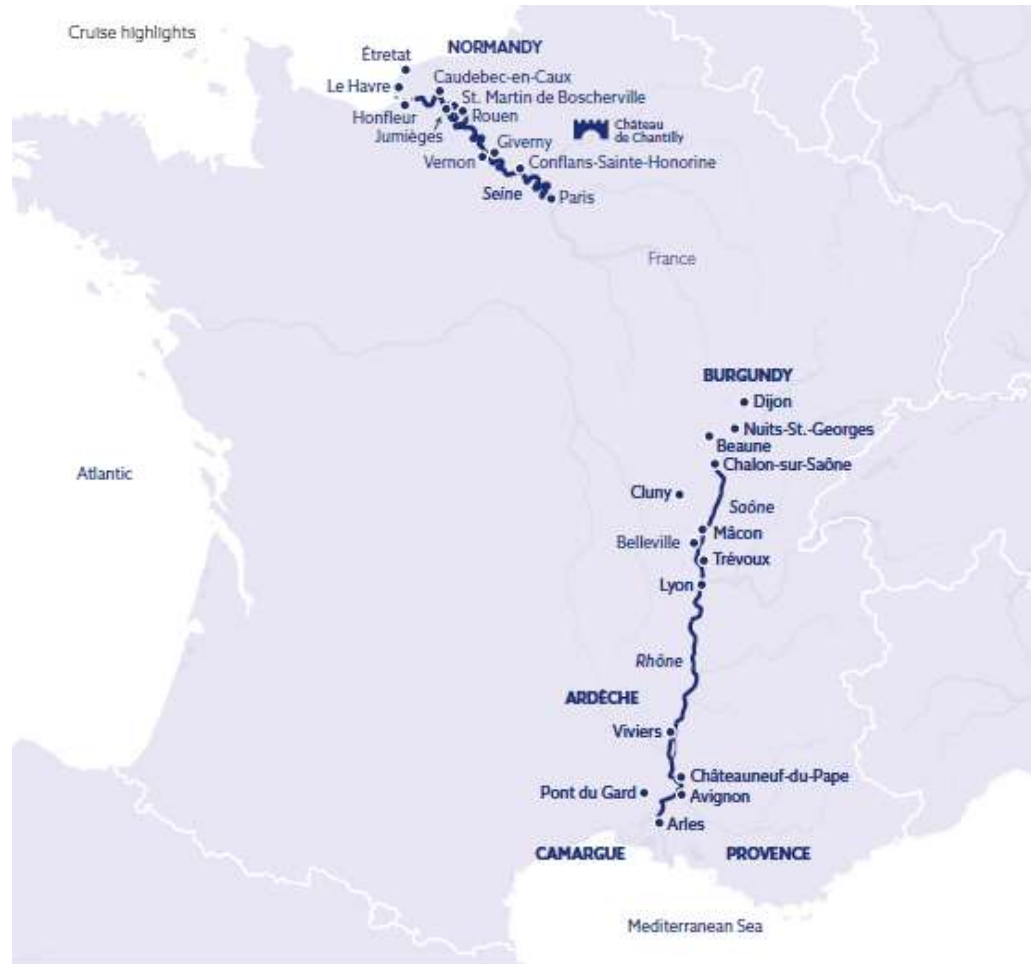 Cruise highlights
NORMANDY
Étretat
Le Havre
Caudebec-en-Caux
St. Martin de Boscherville
Honfleur
Rouen
Jumièges
Château
de Chantilly
Giverny
Vernon
Conflans-Sainte-Honorine
Seine
Paris
France
BURGUNDY
Dijon
Nuits-St.-Georges
Beaune
Chalon-sur-Saône
Atlantic
Cluny
Saône
Mâcon
Belleville
Trévoux
Lyon
Rhône
ARDÈCHE
Viviers
Châteauneuf-du-Pape
Pont du Gard
Avignon
Arles
CAMARGUE
PROVENCE
Mediterranean Sea